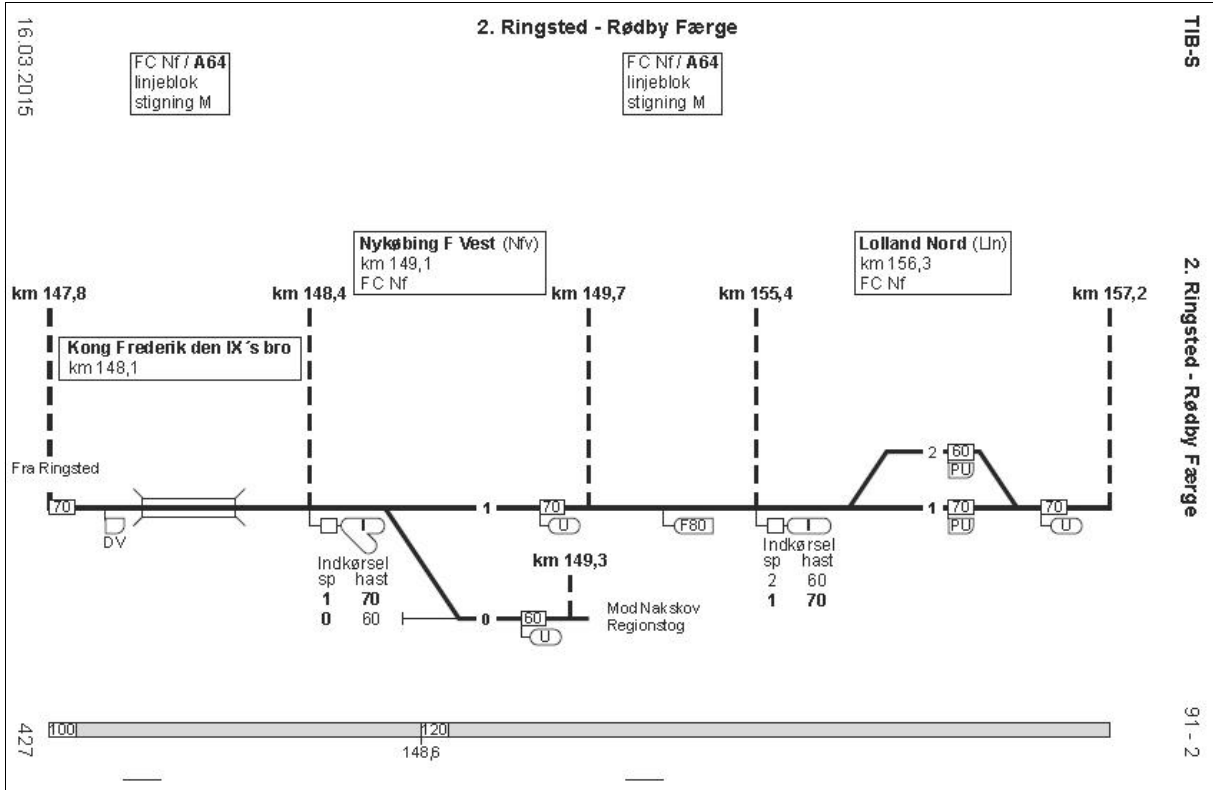 2. Ringsted - Rødby Færge
TIB-S
16.03.2015
FC Nf / A64
linjeblok
stigning M
FC Nf / A64
linjeblok
stigning M
Nykøbing F Vest (Nfv)
km 149,1
FC Nf
Lolland Nord (Lln)
km 156,3
FC Nf
2. Ringsted - Rødby Færge
km 147,8
km 148,4
km 149,7
km 155,4
km 157,2
Kong Frederik den IX´s bro
km 148,1
Fra Ringsted
2 60
PU
70
DV
I
1
70
U
F80
I
1
70
PU
70
U
Indkørsel
sp hast
1 70
0 60
km 149,3
0
60
U
Mod Nakskov
Regionstog
Indkørsel
sp hast
2 60
1 70
100
120
148,6
427
91 - 2